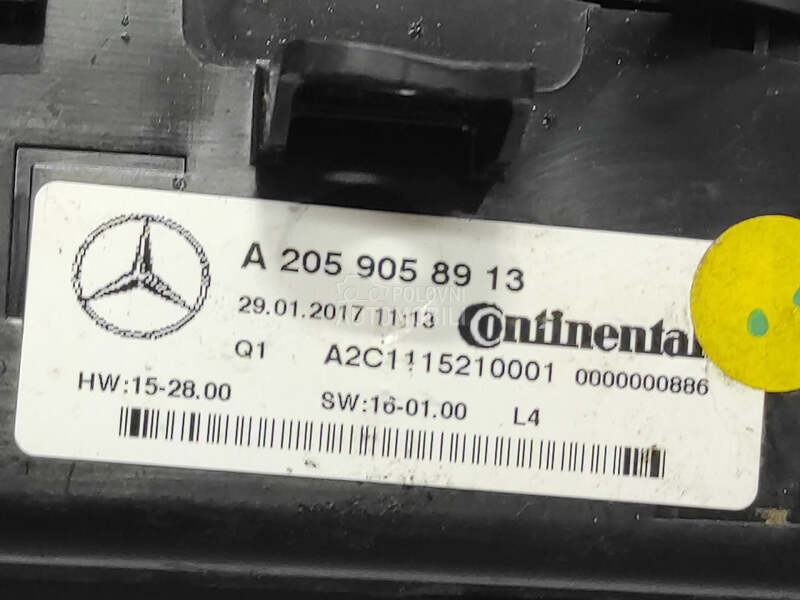 A 205 905 89 13
29.01.2017 11:13
Continental
Q1 A2C1115210001 0000000886
HW:15-28.00 SW:16-01.00 L4
POLOVNI